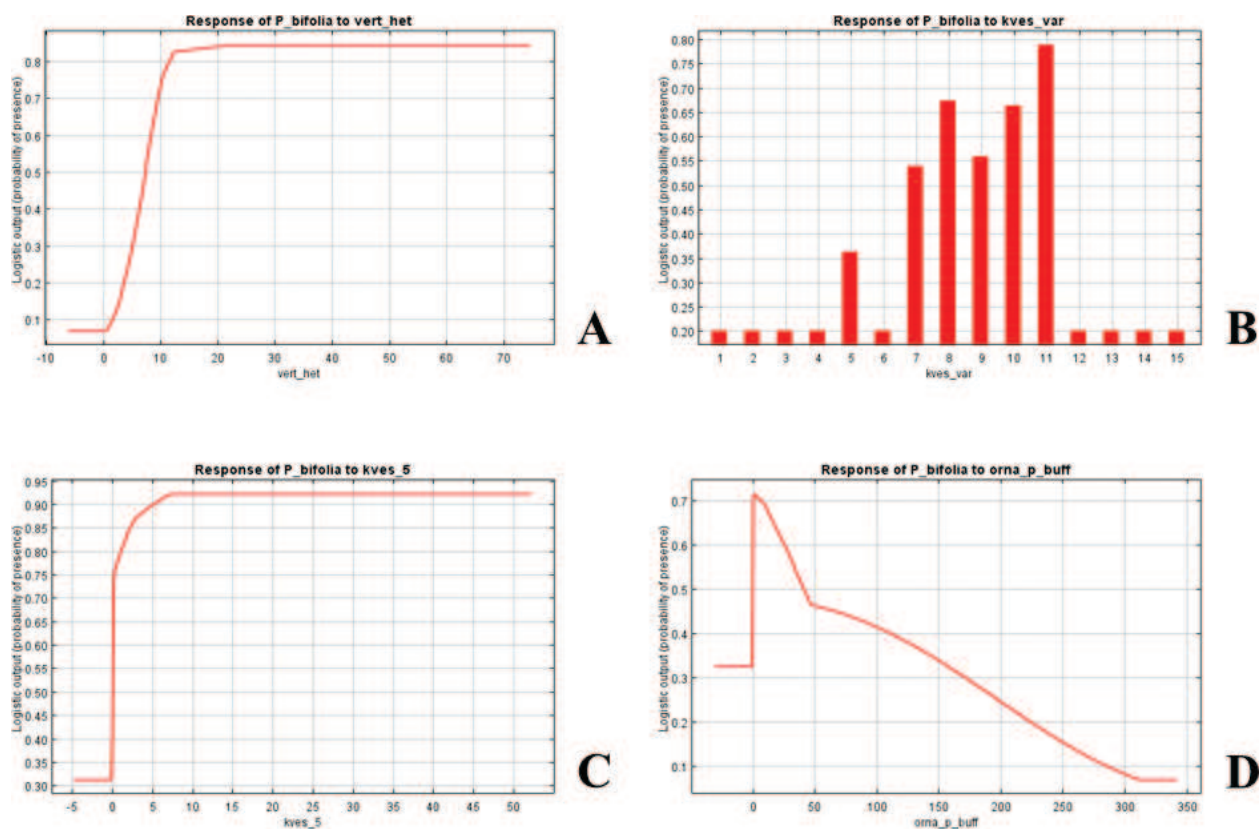 Response of P_bifolia to vert_het
Logistic output (probability of presence)
0.8
0.7
0.6
0.5
0.4
0.3
0.2
0.1
-10 0 10 20 30 40 50 60 70
vert_het
A
Response of P_bifolia to kves_var
Logistic output (probability of presence)
0.80
0.75
0.70
0.65
0.60
0.55
0.50
0.45
0.40
0.35
0.30
0.25
0.20
1 2 3 4 5 6 7 8 9 10 11 12 13 14 15
kves_var
B
Response of P_bifolia to kves_5
Logistic output (probability of presence)
0.95
0.90
0.85
0.80
0.75
0.70
0.65
0.60
0.55
0.50
0.45
0.40
0.35
0.30
-5 0 5 10 15 20 25 30 35 40 45 50
kves_5
C
Response of P_bifolia to orna_p_buff
Logistic output (probability of presence)
0.7
0.6
0.5
0.4
0.3
0.2
0.1
0 50 100 150 200 250 300 350
orna_p_buff
D